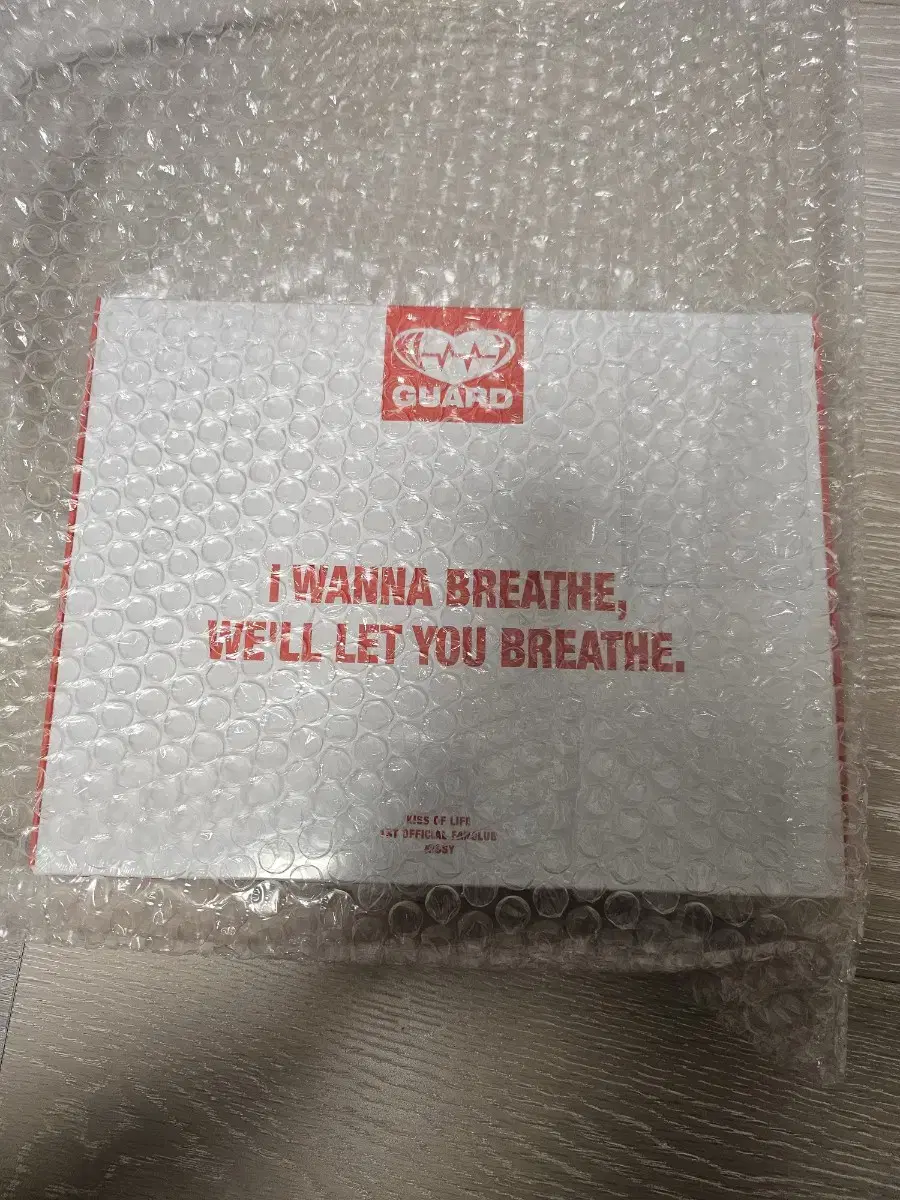 GUARD
I WANNA BREATHE,
WE'LL LET YOU BREATHE.
KISS OF LIFE
1ST OFFICIAL FANCLUB
KISSY